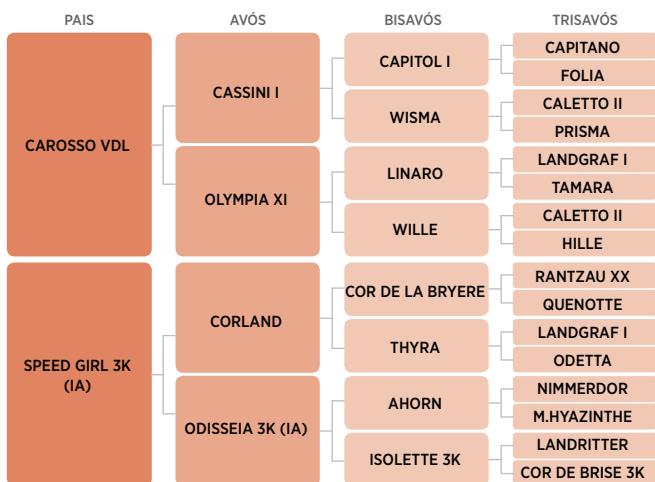 PAIS AVÓS BISAVÓS TRISAVÓS
CAROSSO VDL
CASSINI I
CAPITOL I
CAPITANO
FOLIA
WISMA
CALETTO II
PRISMA
OLYMPIA XI
LINARO
LANDGRAF I
TAMARA
WILLE
CALETTO II
HILLE
SPEED GIRL 3K
(IA)
CORLAND
COR DE LA BRYERE
RANTZAU XX
QUENOTTE
THYRA
LANDGRAF I
ODETTA
ODISSEIA 3K (IA)
AHORN
NIMMERDOR
M.HYAZINTHE
ISOLETTE 3K
LANDRITTER
COR DE BRISE 3K